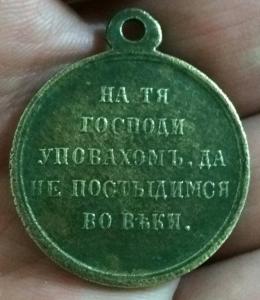 НА ТЯ
ГОСПОДИ
УПОВАХОМЪ, ДА
НЕ ПОСТЫДИМСЯ
ВО ВѢКИ.